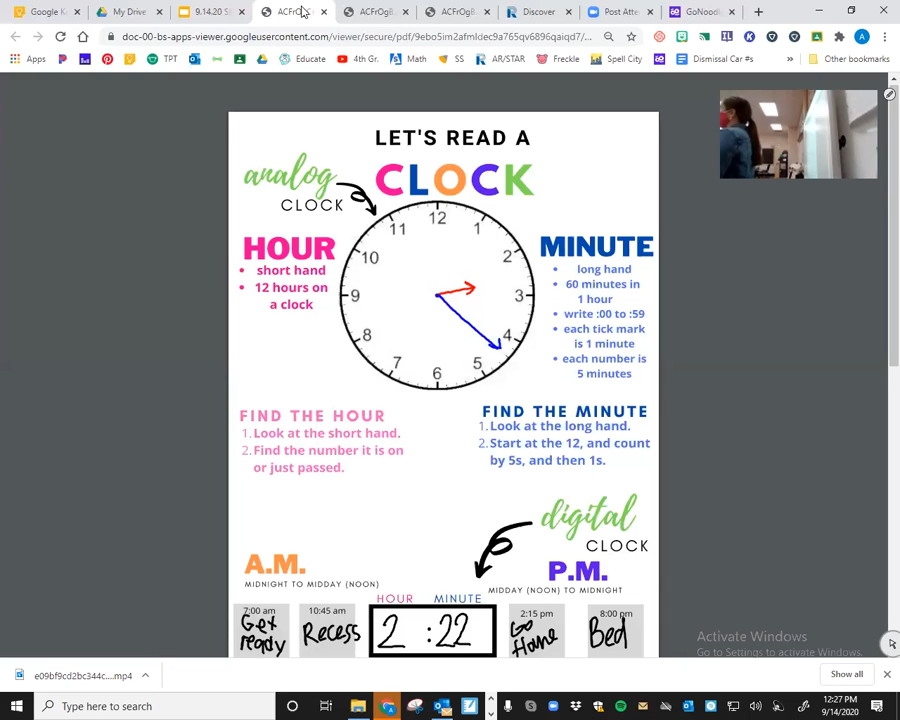 Google K
My Drive
9.14.20 S
ACFrO
ACFrOgB
ACFrOgB
Discover
Post Atte
GoNoodl
doc-00-bs-apps-viewer.googleusercontent.com/viewer/secure/pdf/9ebo5im2afmldec9a765qv6896qaiqd7/...
Apps
TPT
Educate
4th Gr.
Math
SS
AR/STAR
Freckle
Spell City
Dismissal Car #s
Other bookmarks
LET'S READ A
CLOCK
analog
CLOCK
HOUR
• short hand
• 12 hours on
a clock
12
1
2
3
4
5
6
7
8
9
10
11
MINUTE
• long hand
• 60 minutes in
1 hour
• write :00 to :59
• each tick mark
is 1 minute
• each number is
5 minutes
FIND THE HOUR
1. Look at the short hand.
2. Find the number it is on
or just passed.
FIND THE MINUTE
1. Look at the long hand.
2. Start at the 12, and count
by 5s, and then 1s.
digital
CLOCK
A.M.
MIDNIGHT TO MIDDAY (NOON)
P.M.
MIDDAY (NOON) TO MIDNIGHT
HOUR MINUTE
7:00 am
Get
ready
10:45 am
Recess
2 :22
2:15 pm
Go
Home
8:00 pm
Bed
Activate Windows
Go to Settings to activate Windows.
e09bf9cd2bc344c....mp4
Show all
Type here to search
12:27 PM
9/14/2020